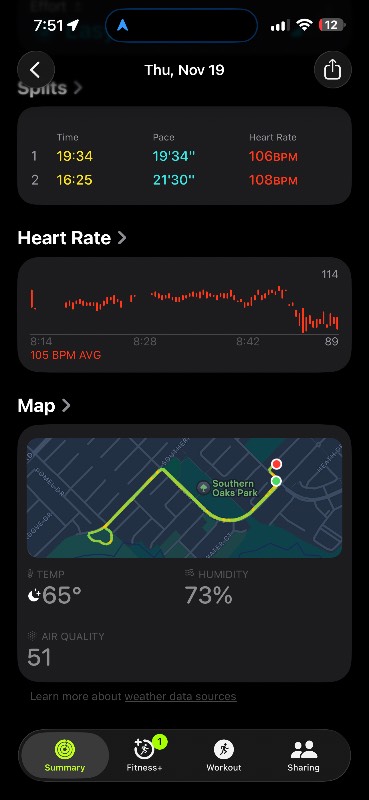 Effort
7:51
12
Thu, Nov 19
Splits
Time Pace Heart Rate
1 19:34 19'34" 106BPM
2 16:25 21'30" 108BPM
Heart Rate
114
8:14 8:28 8:42 89
105 BPM AVG
Map
Southern
Oaks Park
TEMP HUMIDITY
65° 73%
AIR QUALITY
51
Learn more about weather data sources
1
Summary Fitness+ Workout Sharing